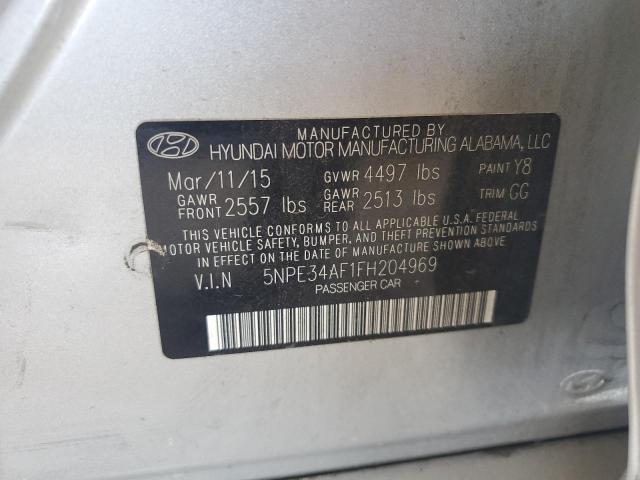 MANUFACTURED BY
HYUNDAI MOTOR MANUFACTURING ALABAMA, LLC
Mar/11/15 GVWR 4497 lbs PAINT Y8
GAWR FRONT 2557 lbs GAWR REAR 2513 lbs TRIM GG
THIS VEHICLE CONFORMS TO ALL APPLICABLE U.S.A. FEDERAL
MOTOR VEHICLE SAFETY, BUMPER, AND THEFT PREVENTION STANDARDS
IN EFFECT ON THE DATE OF MANUFACTURE SHOWN ABOVE.
V.I.N 5NPE34AF1FH204969
PASSENGER CAR